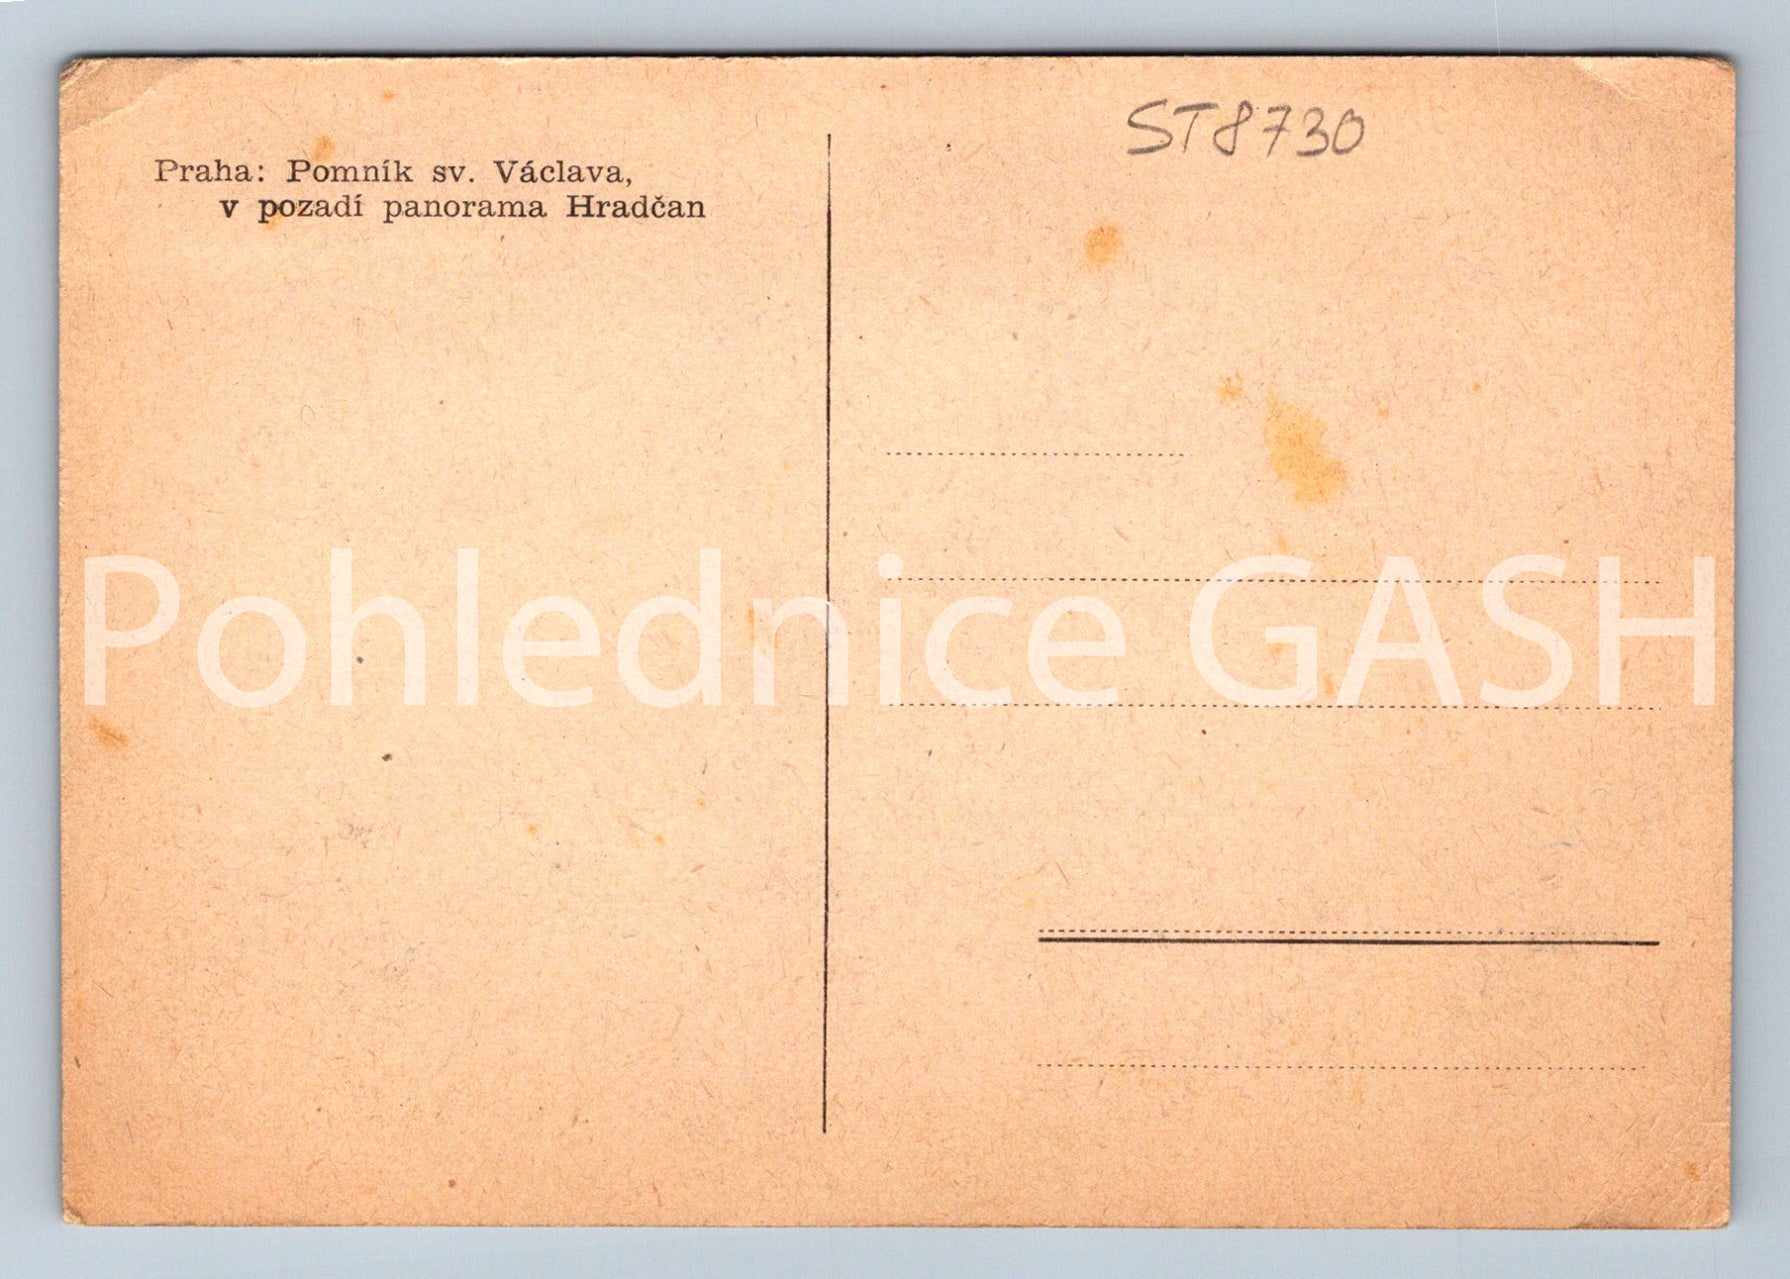 ST8730
Praha: Pomník sv. Václava,
v pozadí panorama Hradčan
Pohlednice GASH